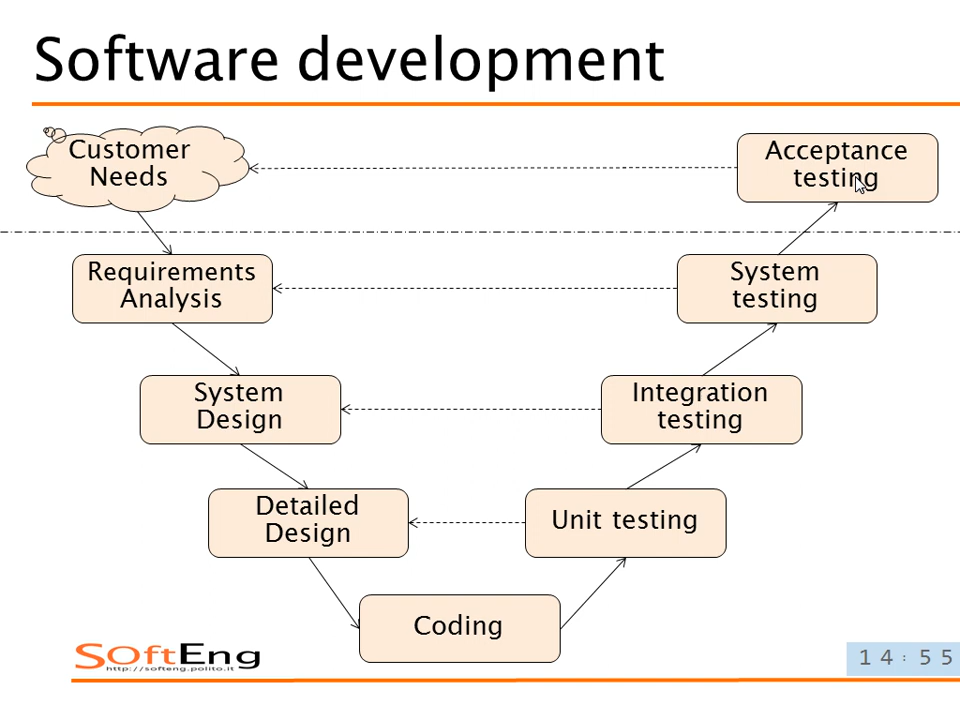 Software development
Customer
Needs
Acceptance
testing
Requirements
Analysis
System
testing
System
Design
Integration
testing
Detailed
Design
Unit testing
Coding
SOftEng
http://softeng.polito.it
14:55